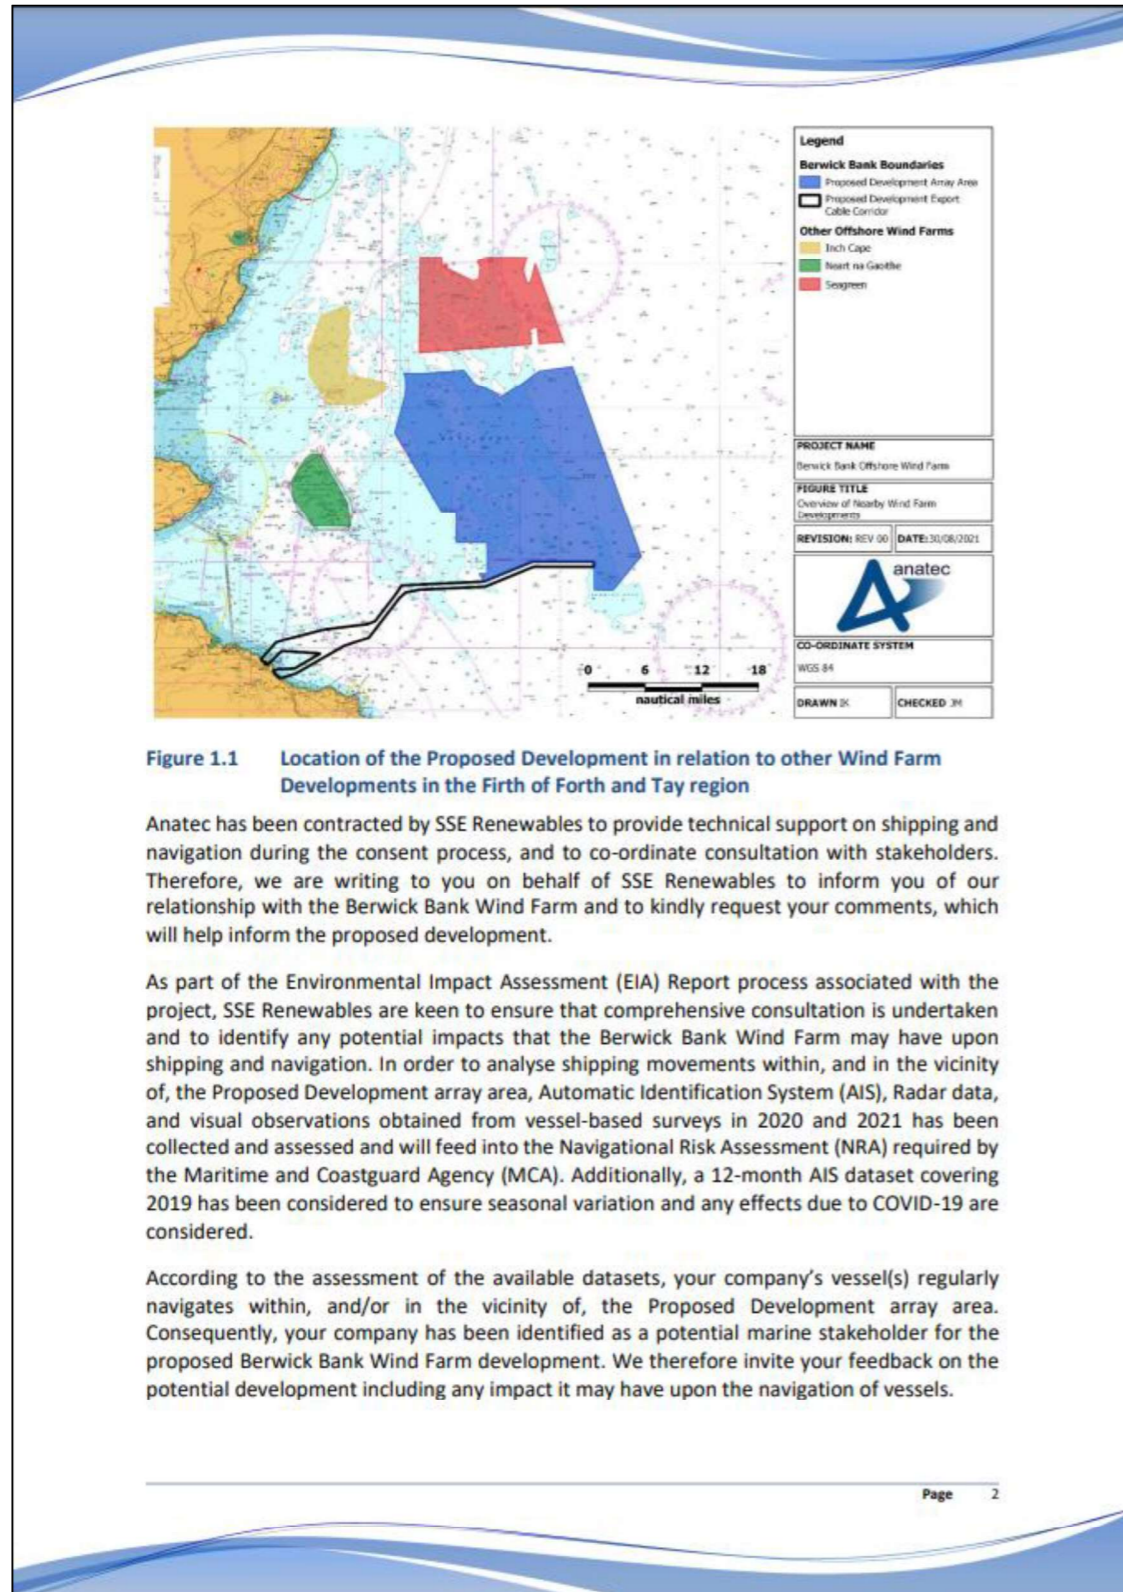 Legend
Berwick Bank Boundaries
Proposed Development Array Area
Proposed Development Export
Cable Corridor
Other Offshore Wind Farms
Inch Cape
Neart na Gaoithe
Seagreen
PROJECT NAME
Berwick Bank Offshore Wind Farm
FIGURE TITLE
Overview of Nearby Wind Farm
Developments
REVISION: REV 00
DATE:30/08/2021
anatec
CO-ORDINATE SYSTEM
WGS 84
DRAWN IK
CHECKED JM
0 6 12 18
nautical miles
Figure 1.1 Location of the Proposed Development in relation to other Wind Farm
Developments in the Firth of Forth and Tay region
Anatec has been contracted by SSE Renewables to provide technical support on shipping and
navigation during the consent process, and to co-ordinate consultation with stakeholders.
Therefore, we are writing to you on behalf of SSE Renewables to inform you of our
relationship with the Berwick Bank Wind Farm and to kindly request your comments, which
will help inform the proposed development.
As part of the Environmental Impact Assessment (EIA) Report process associated with the
project, SSE Renewables are keen to ensure that comprehensive consultation is undertaken
and to identify any potential impacts that the Berwick Bank Wind Farm may have upon
shipping and navigation. In order to analyse shipping movements within, and in the vicinity
of, the Proposed Development array area, Automatic Identification System (AIS), Radar data,
and visual observations obtained from vessel-based surveys in 2020 and 2021 has been
collected and assessed and will feed into the Navigational Risk Assessment (NRA) required by
the Maritime and Coastguard Agency (MCA). Additionally, a 12-month AIS dataset covering
2019 has been considered to ensure seasonal variation and any effects due to COVID-19 are
considered.
According to the assessment of the available datasets, your company's vessel(s) regularly
navigates within, and/or in the vicinity of, the Proposed Development array area.
Consequently, your company has been identified as a potential marine stakeholder for the
proposed Berwick Bank Wind Farm development. We therefore invite your feedback on the
potential development including any impact it may have upon the navigation of vessels.
Page 2